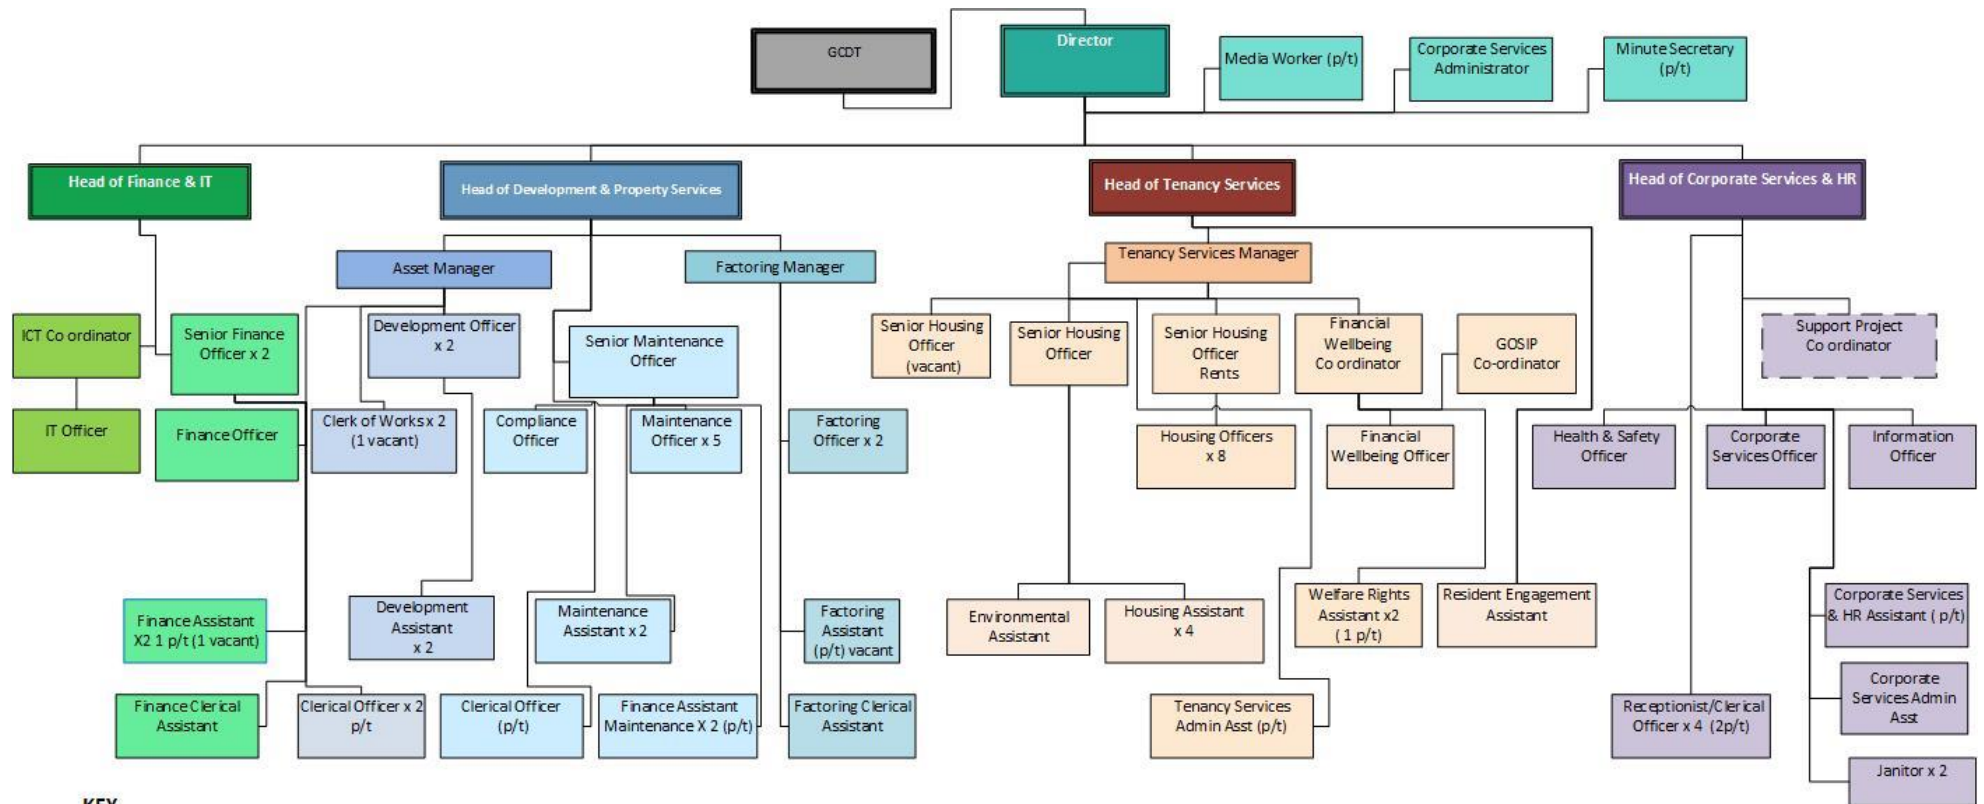 GCDT
Director
Media Worker (p/t)
Corporate Services
Administrator
Minute Secretary
(p/t)
Head of Finance & IT
Head of Development & Property Services
Head of Tenancy Services
Head of Corporate Services & HR
Asset Manager
Factoring Manager
Tenancy Services Manager
ICT Co ordinator
Senior Finance
Officer x 2
Development Officer
x 2
Senior Maintenance
Officer
Senior Housing
Officer
(vacant)
Senior Housing
Officer
Senior Housing
Officer
Rents
Financial
Wellbeing
Co ordinator
GOSIP
Co-ordinator
Support Project
Co ordinator
IT Officer
Finance Officer
Clerk of Works x 2
(1 vacant)
Compliance
Officer
Maintenance
Officer x 5
Factoring
Officer x 2
Housing Officers
x 8
Financial
Wellbeing Officer
Health & Safety
Officer
Corporate
Services Officer
Information
Officer
Finance Assistant
X2 1 p/t (1 vacant)
Development
Assistant
x 2
Maintenance
Assistant x 2
Factoring
Assistant
(p/t) vacant
Environmental
Assistant
Housing Assistant
x 4
Welfare Rights
Assistant x2
( 1 p/t)
Resident Engagement
Assistant
Corporate Services
& HR Assistant ( p/t)
Finance Clerical
Assistant
Clerical Officer x 2
p/t
Clerical Officer
(p/t)
Finance Assistant
Maintenance X 2 (p/t)
Factoring Clerical
Assistant
Tenancy Services
Admin Asst (p/t)
Receptionist/Clerical
Officer x 4 (2p/t)
Corporate
Services Admin
Asst
Janitor x 2
KEY